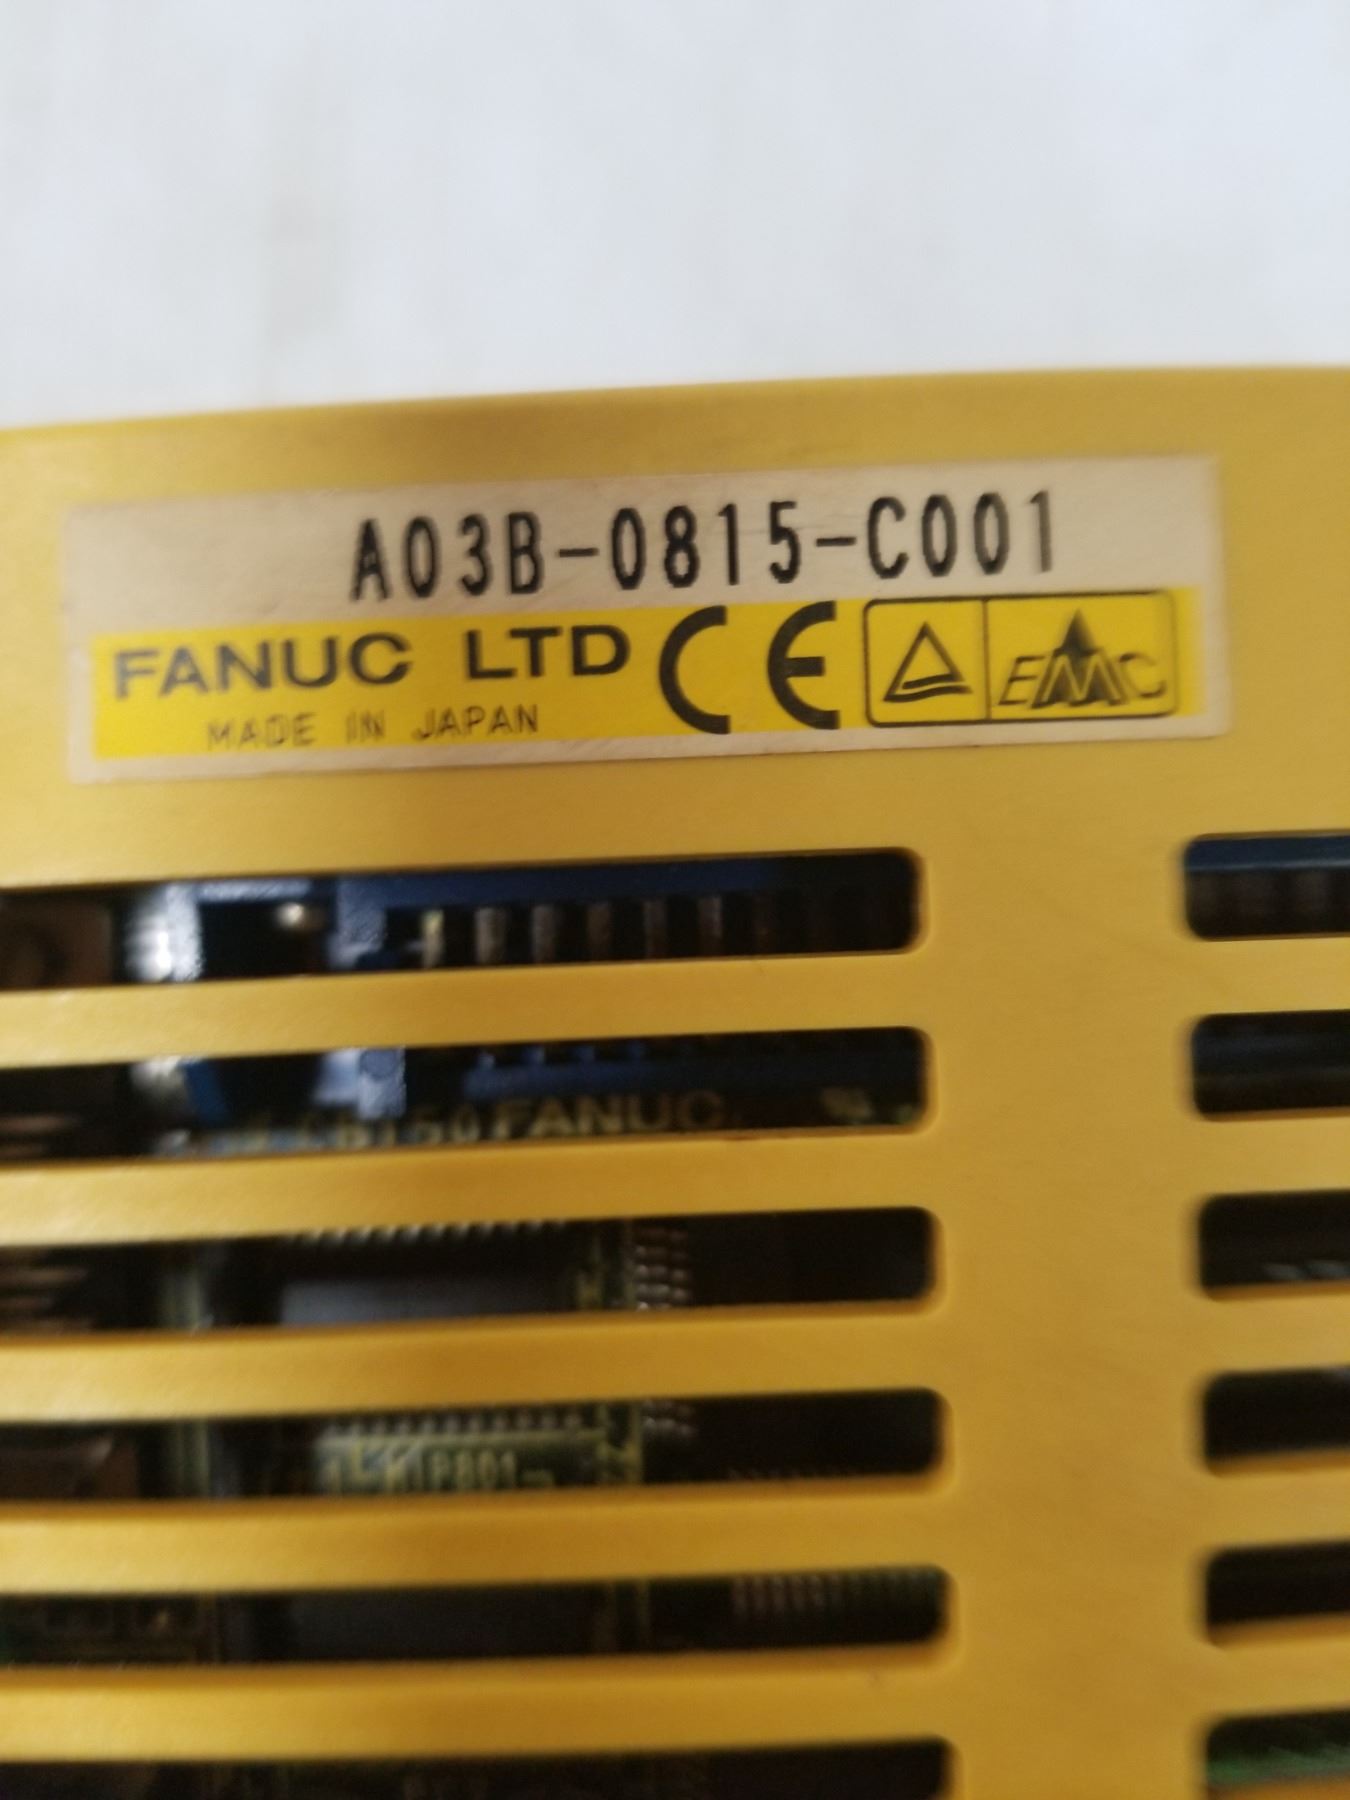 A03B-0815-C001
FANUC LTD CE EMC
MADE IN JAPAN
FANUC